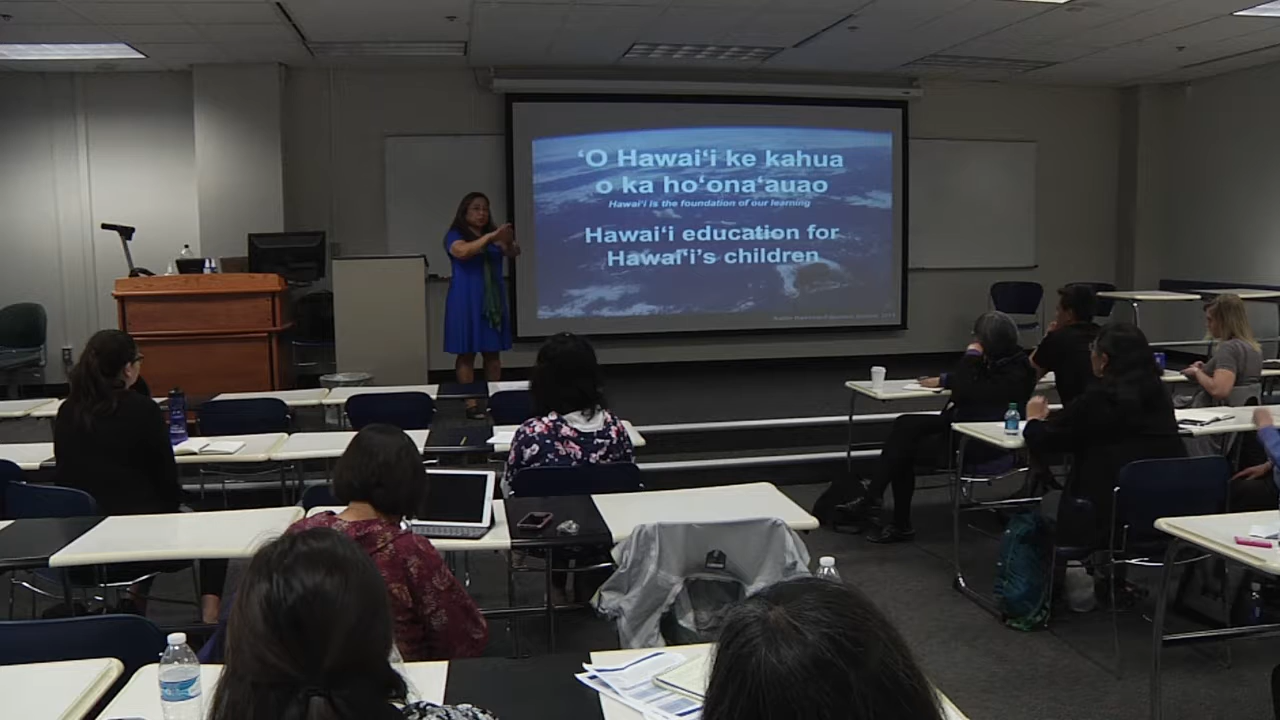 ʻO Hawaiʻi ke kahua
o ka hoʻonaʻauao
Hawaiʻi is the foundation of our learning
Hawaiʻi education for
Hawaiʻi’s children